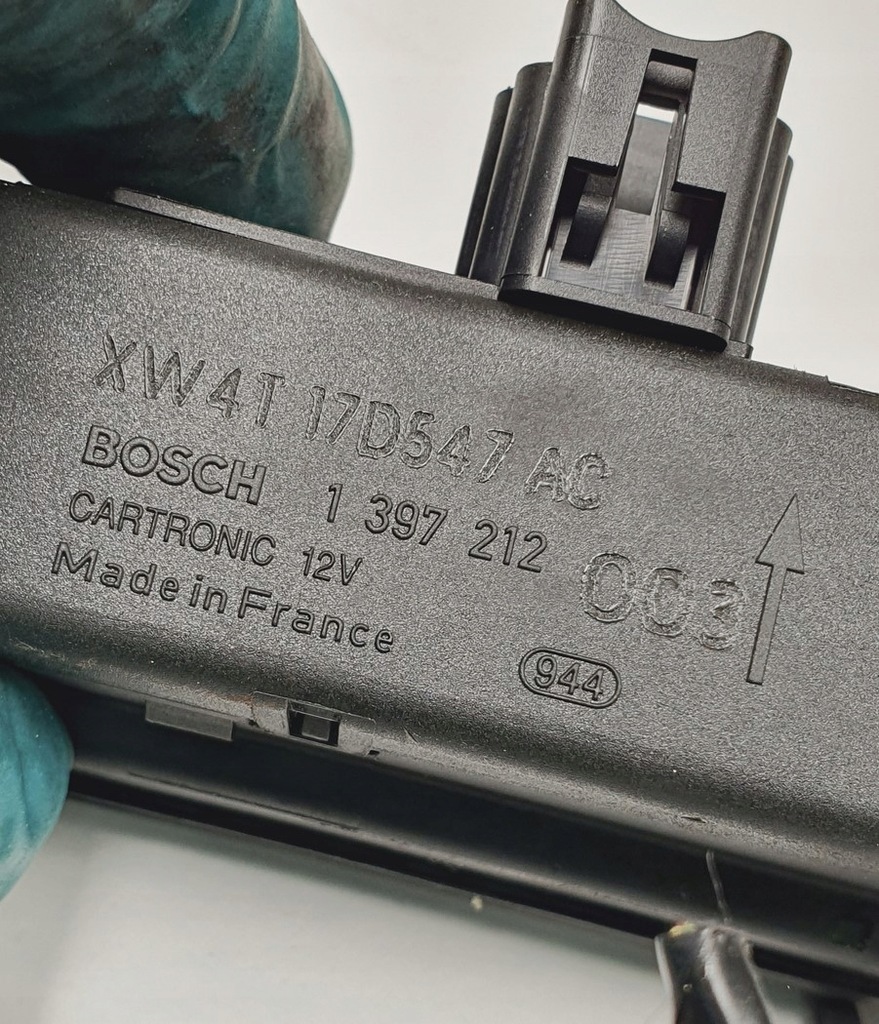 XW4T 17D547 AC
BOSCH 1 397 212 003
CARTRONIC 12V
Made in France
944